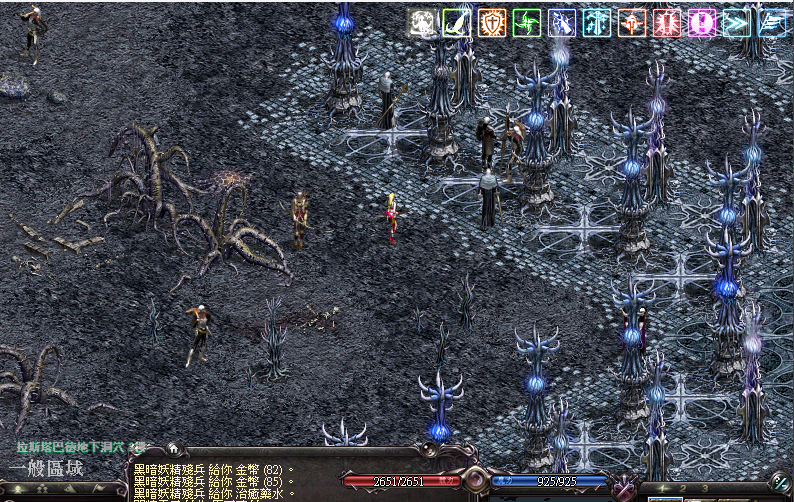 拉斯塔巴德地下洞穴
一般區域
黑暗妖精殘兵 給你 金幣 (82)。
黑暗妖精殘兵 給你 金幣 (85)。
黑暗妖精殘兵 給你 治癒藥水。
2651/2651
925/925
2 3